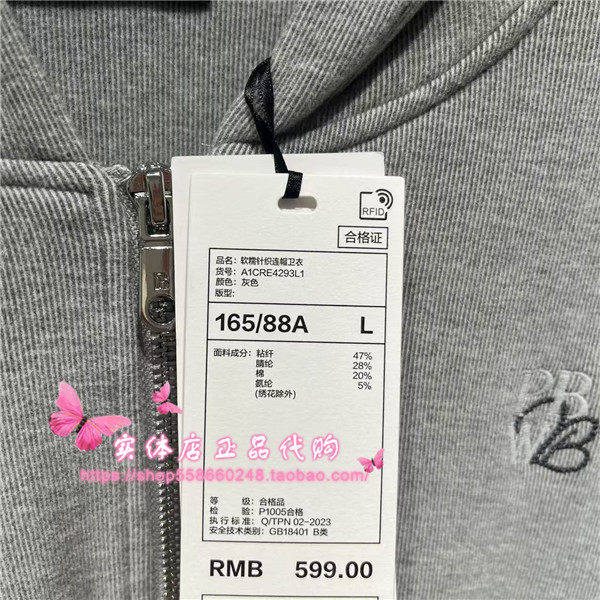 RFID
合格证
品名：软糯针织连帽卫衣
货号：A1CRE4293L1
颜色：灰色
版型：
165/88A L
面料成分：粘纤 47%
腈纶 28%
棉 20%
氨纶 5%
(绣花除外)
实体店正品代购
https://shop558660248.taobao.com/
等 级：合格品
检 验：P1005合格
执行标准：Q/TPN 02-2023
安全技术类别：GB18401 B类
RMB 599.00